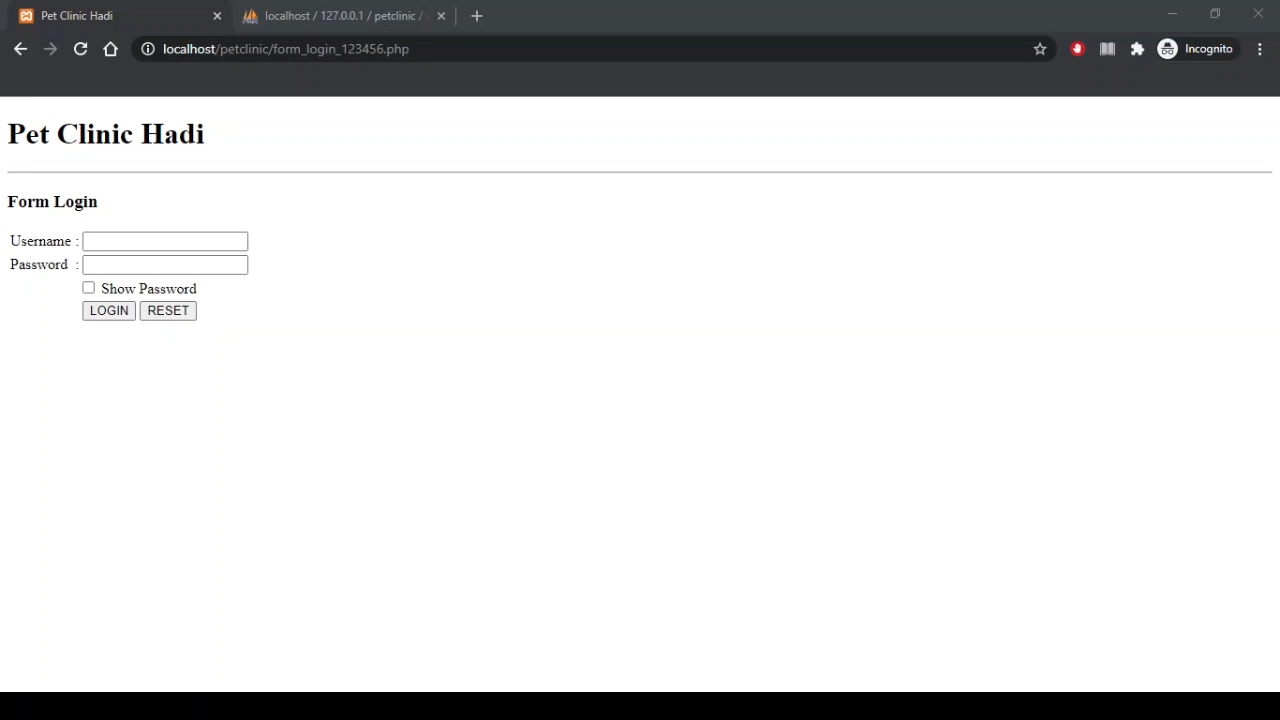 Pet Clinic Hadi
localhost / 127.0.0.1 / petclinic /
localhost/petclinic/form_login_123456.php
Incognito
Pet Clinic Hadi
Form Login
Username :
Password :
Show Password
LOGIN RESET